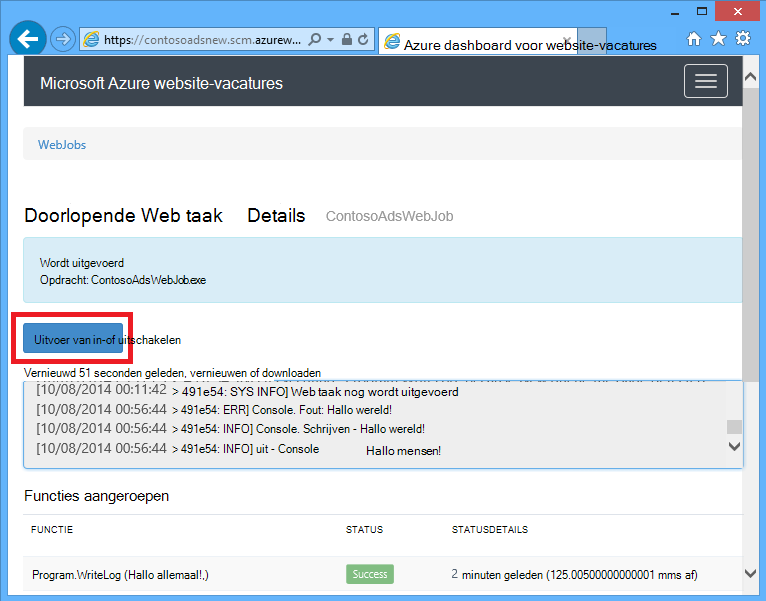 https://contosoadsnew.scm.azurew... Azure dashboard voor website-vacatures
Microsoft Azure website-vacatures
WebJobs
Doorlopende Web taak Details ContosoAdsWebJob
Wordt uitgevoerd
Opdracht: ContosoAdsWebJob.exe
Uitvoer van in-of uitschakelen
Vernieuwd 51 seconden geleden, vernieuwen of downloaden
[10/08/2014 00:11:42 > 491e54: SYS INFO] Web taak nog wordt uitgevoerd
[10/08/2014 00:56:44 > 491e54: ERR] Console. Fout: Hallo wereld!
[10/08/2014 00:56:44 > 491e54: INFO] Console. Schrijven - Hallo wereld!
[10/08/2014 00:56:44 > 491e54: INFO] uit - Console Hallo mensen!
Functies aangeroepen
FUNCTIE STATUS STATUSDETAILS
Program.WriteLog (Hallo allemaal!,) Success 2 minuten geleden (125.00500000000001 mms af)